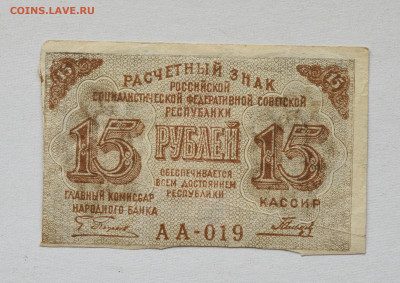 COINS.LAVE.RU
15 15
РАСЧЕТНЫЙ ЗНАК
РОССИЙСКОЙ
СОЦИАЛИСТИЧЕСКОЙ ФЕДЕРАТИВНОЙ СОВЕТСКОЙ
РЕСПУБЛИКИ
15 РУБЛЕЙ 15
ОБЕСПЕЧИВАЕТСЯ
ВСЕМ ДОСТОЯНИЕМ
РЕСПУБЛИКИ
ГЛАВНЫЙ КОМИССАР
НАРОДНОГО БАНКА
КАССИР
АА-019